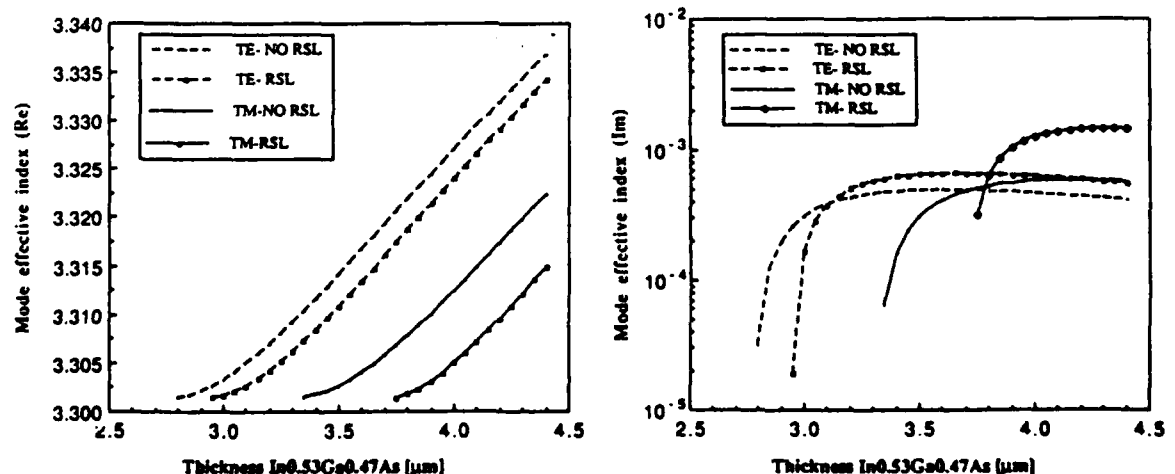 Mode effective index (Re)
3.340
3.335
3.330
3.325
3.320
3.315
3.310
3.305
3.300
TE- NO RSL
TE- RSL
TM-NO RSL
TM-RSL
2.5 3.0 3.5 4.0 4.5
Thickness In0.53Ga0.47As [μm]
Mode effective index (Im)
10-2
10-3
10-4
10-5
TE- NO RSL
TE- RSL
TM- NO RSL
TM- RSL
2.5 3.0 3.5 4.0 4.5
Thickness In0.53Ga0.47As [μm]